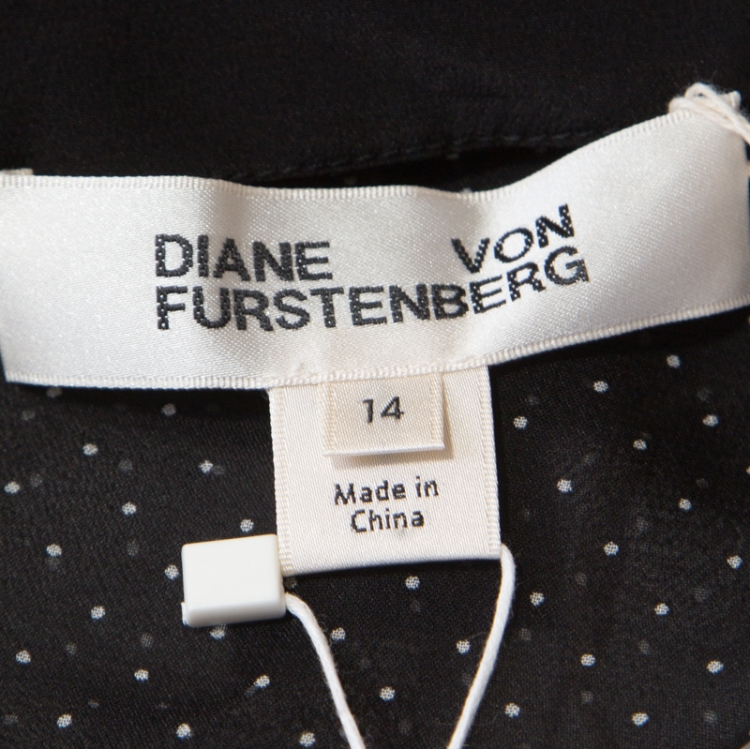 DIANE VON
FURSTENBERG
14
Made in
China